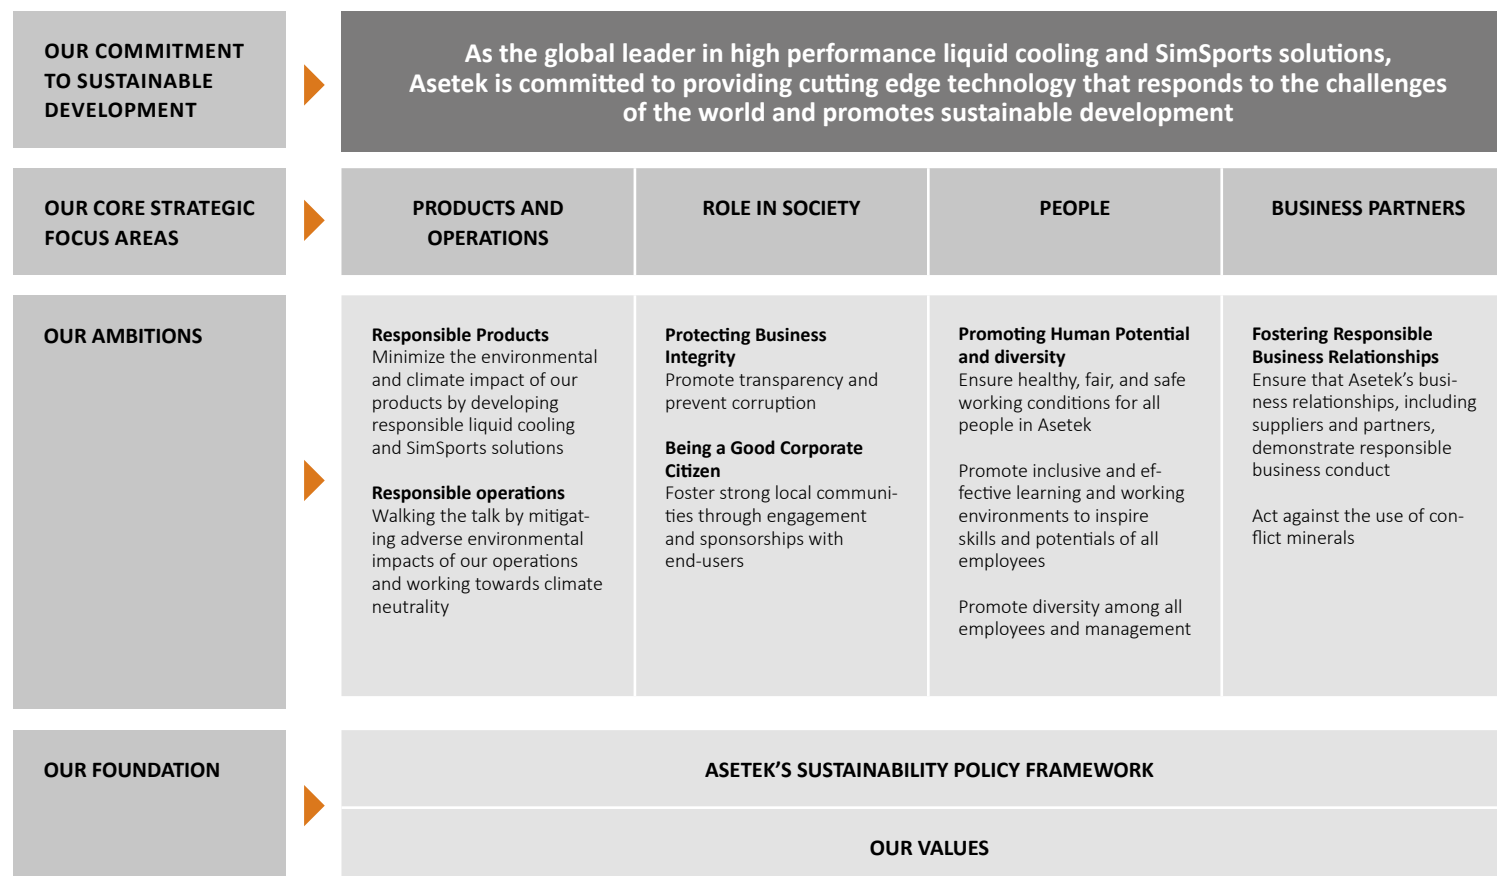 OUR COMMITMENT
TO SUSTAINABLE
DEVELOPMENT
As the global leader in high performance liquid cooling and SimSports solutions,
Asetek is committed to providing cutting edge technology that responds to the challenges
of the world and promotes sustainable development
OUR CORE STRATEGIC
FOCUS AREAS
PRODUCTS AND
OPERATIONS
ROLE IN SOCIETY
PEOPLE
BUSINESS PARTNERS
OUR AMBITIONS
Responsible Products
Minimize the environmental
and climate impact of our
products by developing
responsible liquid cooling
and SimSports solutions
Responsible operations
Walking the talk by mitigat-
ing adverse environmental
impacts of our operations
and working towards climate
neutrality
Protecting Business
Integrity
Promote transparency and
prevent corruption
Being a Good Corporate
Citizen
Foster strong local communi-
ties through engagement
and sponsorships with
end-users
Promoting Human Potential
and diversity
Ensure healthy, fair, and safe
working conditions for all
people in Asetek
Promote inclusive and ef-
fective learning and working
environments to inspire
skills and potentials of all
employees
Promote diversity among all
employees and management
Fostering Responsible
Business Relationships
Ensure that Asetek's busi-
ness relationships, including
suppliers and partners,
demonstrate responsible
business conduct
Act against the use of con-
flict minerals
OUR FOUNDATION
ASETEK'S SUSTAINABILITY POLICY FRAMEWORK
OUR VALUES